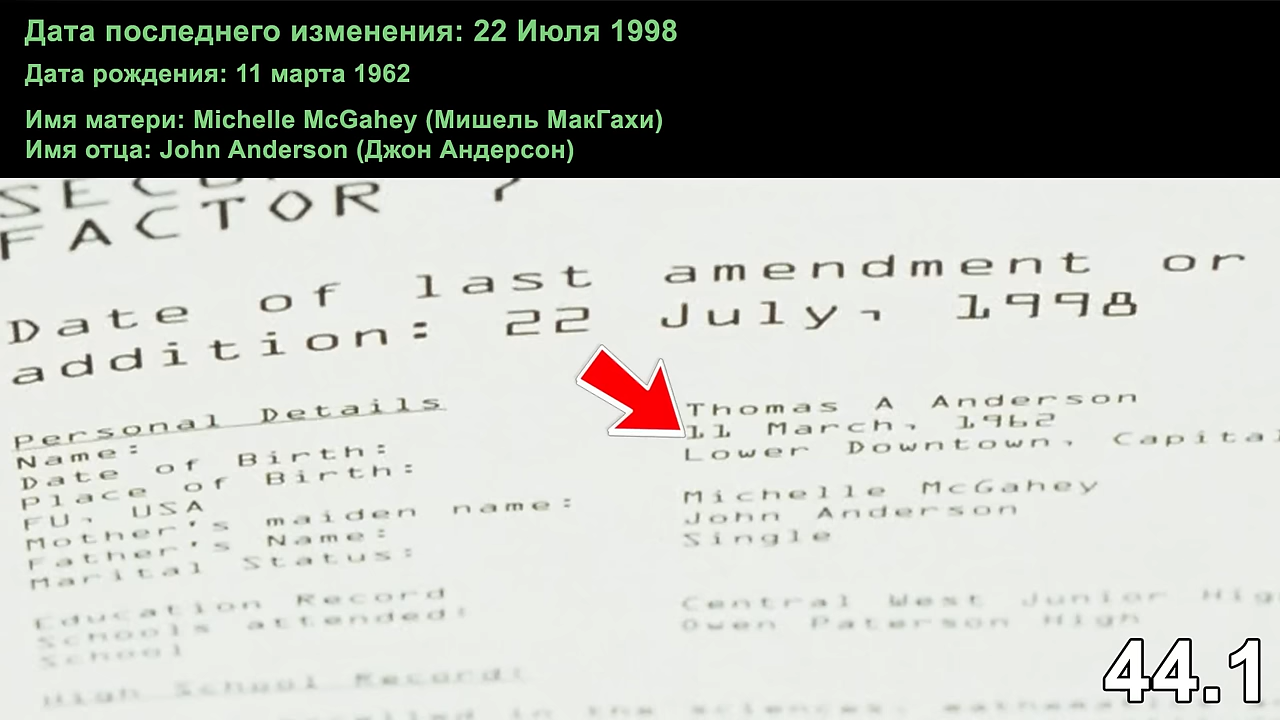 Дата последнего изменения: 22 Июля 1998
Дата рождения: 11 марта 1962
Имя матери: Michelle McGahey (Мишель МакГахи)
Имя отца: John Anderson (Джон Андерсон)
FACTOR ?
Date of last amendment or
addition: 22 July, 1998
Personal Details
Name: Thomas A Anderson
Date of Birth: 11 March, 1962
Place of Birth: Lower Downtown, Capital
FU, USA
Mother's maiden name: Michelle McGahey
Father's Name: John Anderson
Marital Status: Single
Education Record
Schools attended: Central West Junior
School Owen Paterson High
High School Record:
44.1